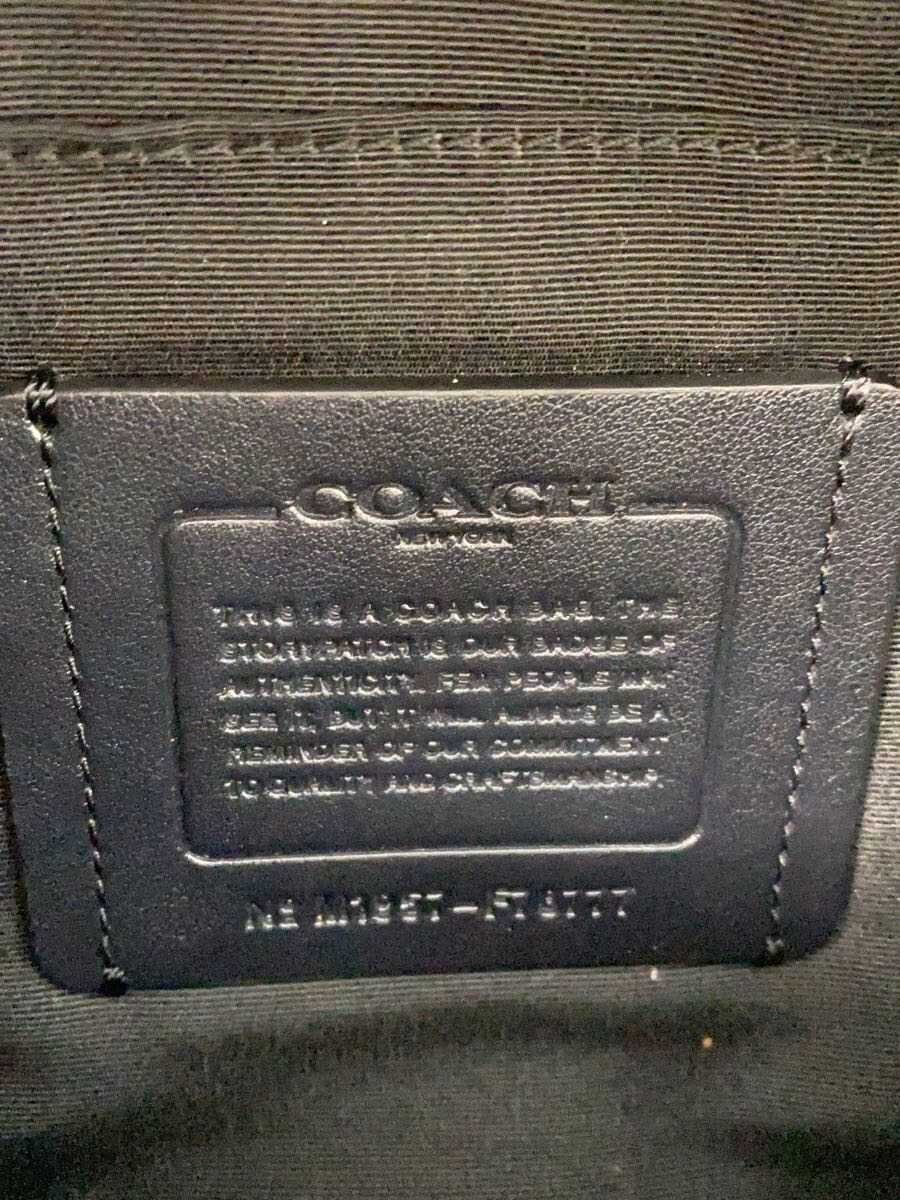 COACH
NEW YORK
THIS IS A COACH BAG. THE
STORYPATCH IS OUR BADGE OF
AUTHENTICITY. FEW PEOPLE MAY
SEE IT, BUT IT WILL ALWAYS BE A
REMINDER OF OUR COMMITMENT
TO QUALITY AND CRAFTSMANSHIP.
-F79777